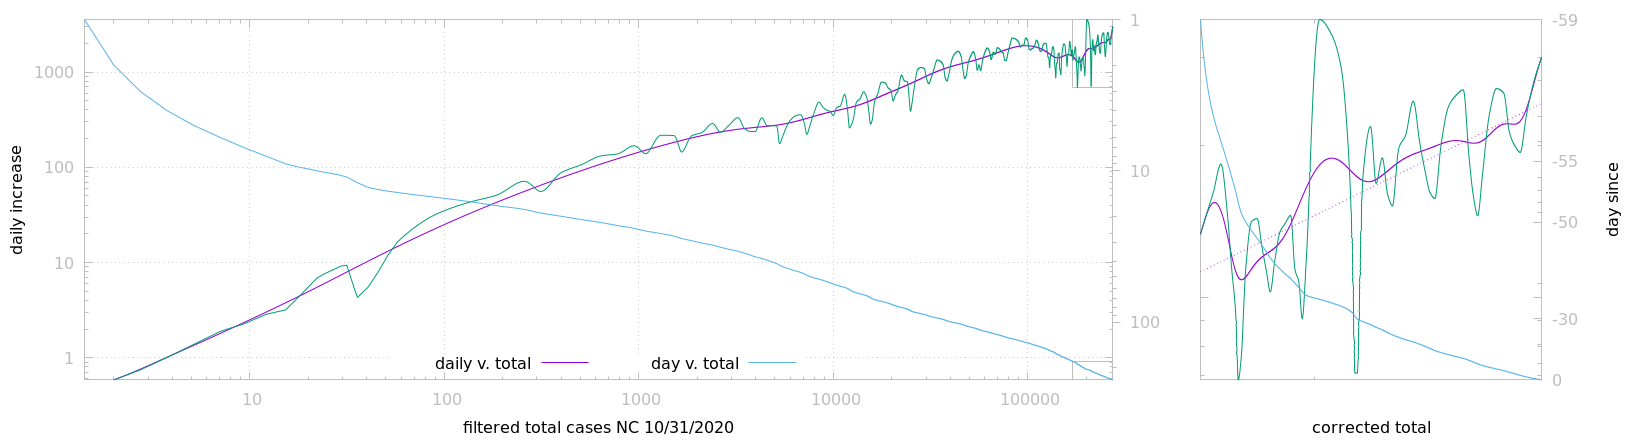 daily increase
1000
100
10
1
10
100
1000
10000
100000
filtered total cases NC 10/31/2020
daily v. total
day v. total
1
10
100
-59
-55
-50
-30
0
day since
corrected total